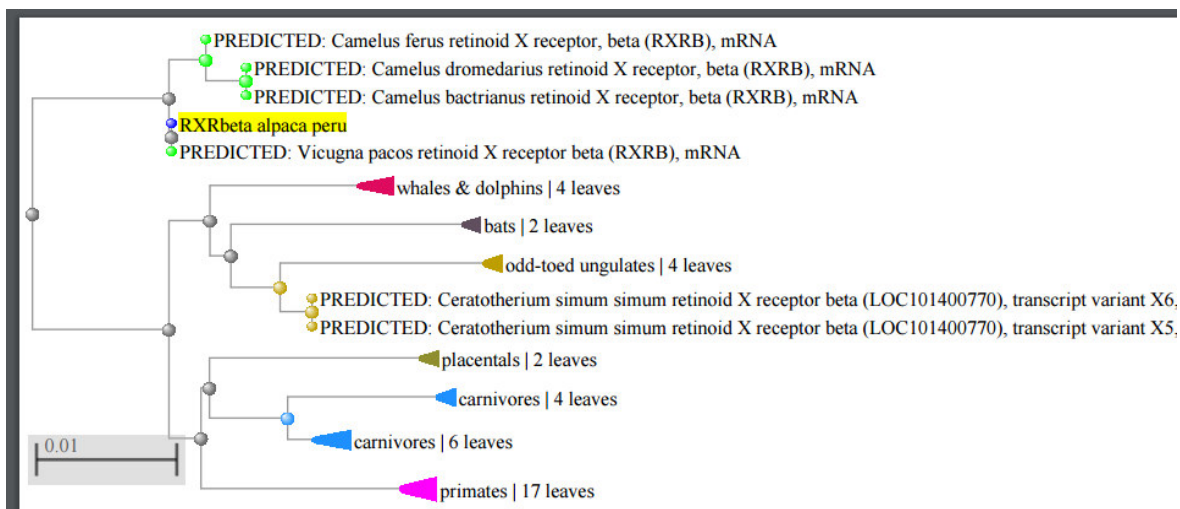 PREDICTED: Camelus ferus retinoid X receptor, beta (RXRB), mRNA
PREDICTED: Camelus dromedarius retinoid X receptor, beta (RXRB), mRNA
PREDICTED: Camelus bactrianus retinoid X receptor, beta (RXRB), mRNA
RXRbeta alpaca peru
PREDICTED: Vicugna pacos retinoid X receptor beta (RXRB), mRNA
whales & dolphins | 4 leaves
bats | 2 leaves
odd-toed ungulates | 4 leaves
PREDICTED: Ceratotherium simum simum retinoid X receptor beta (LOC101400770), transcript variant X6,
PREDICTED: Ceratotherium simum simum retinoid X receptor beta (LOC101400770), transcript variant X5,
placentals | 2 leaves
carnivores | 4 leaves
carnivores | 6 leaves
0.01
primates | 17 leaves